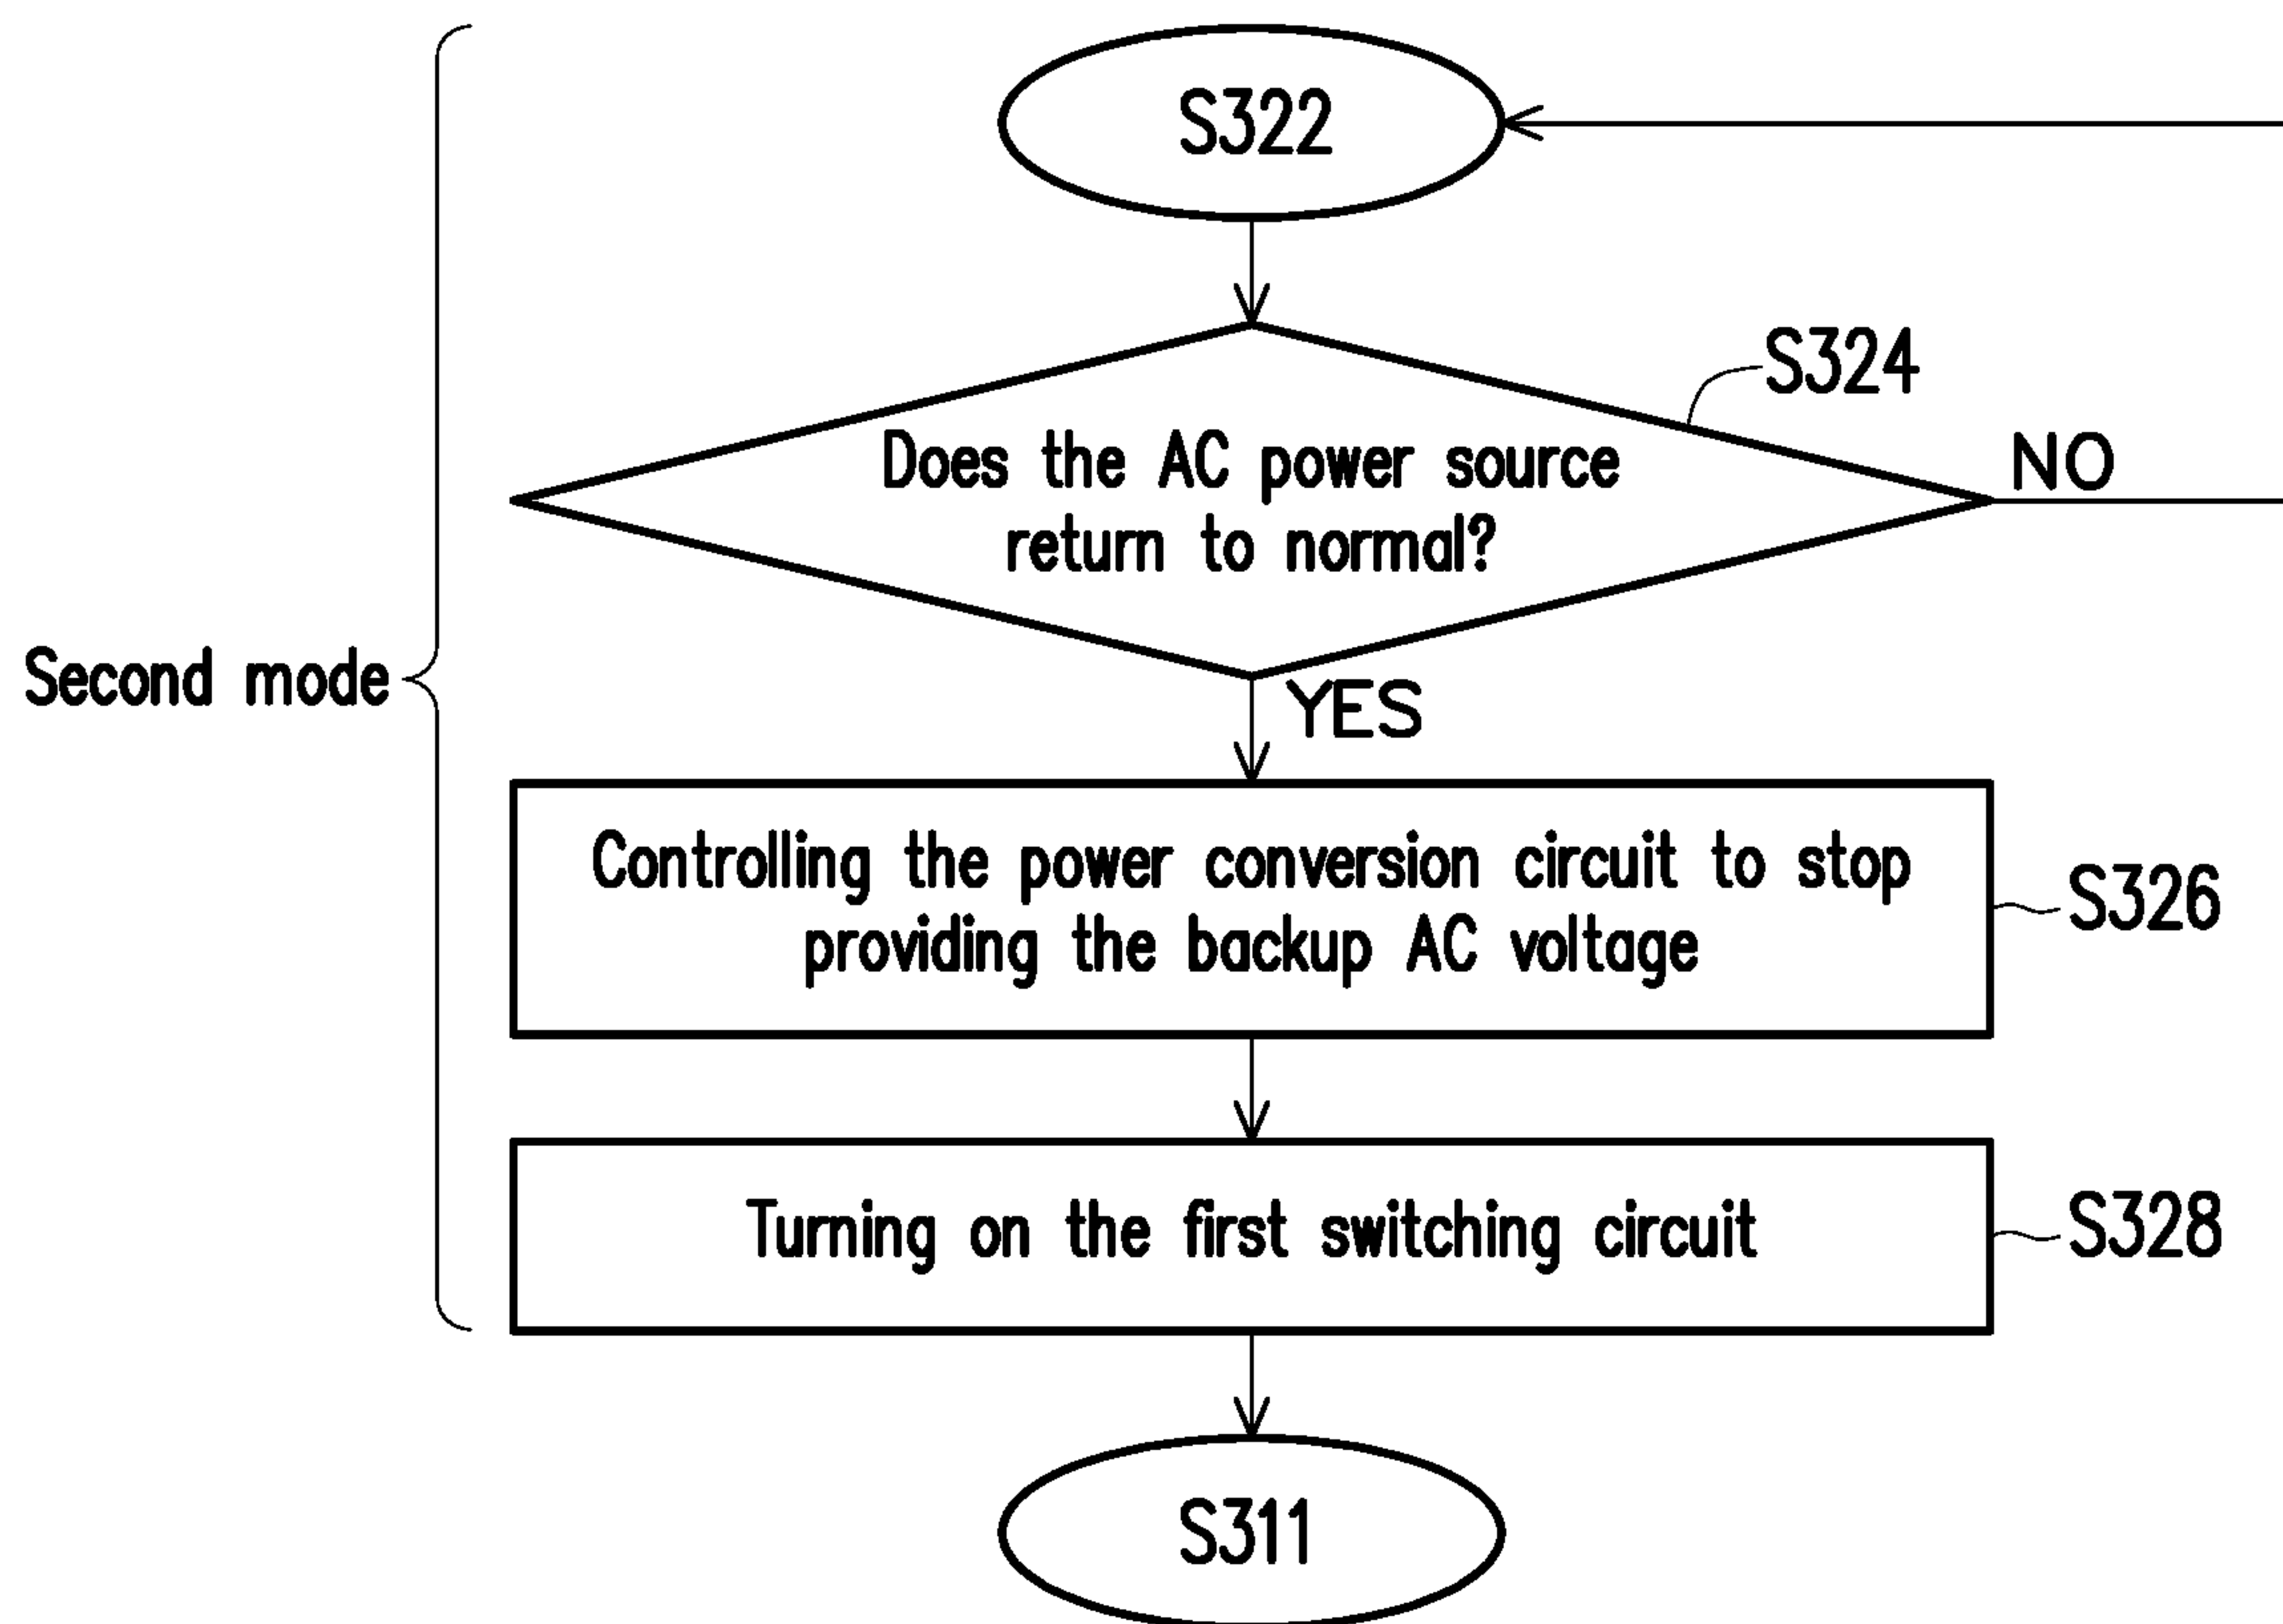 S322
S324
Does the AC power source
return to normal?
NO
Second mode
YES
Controlling the power conversion circuit to stop
providing the backup AC voltage
S326
Turning on the first switching circuit
S328
S311